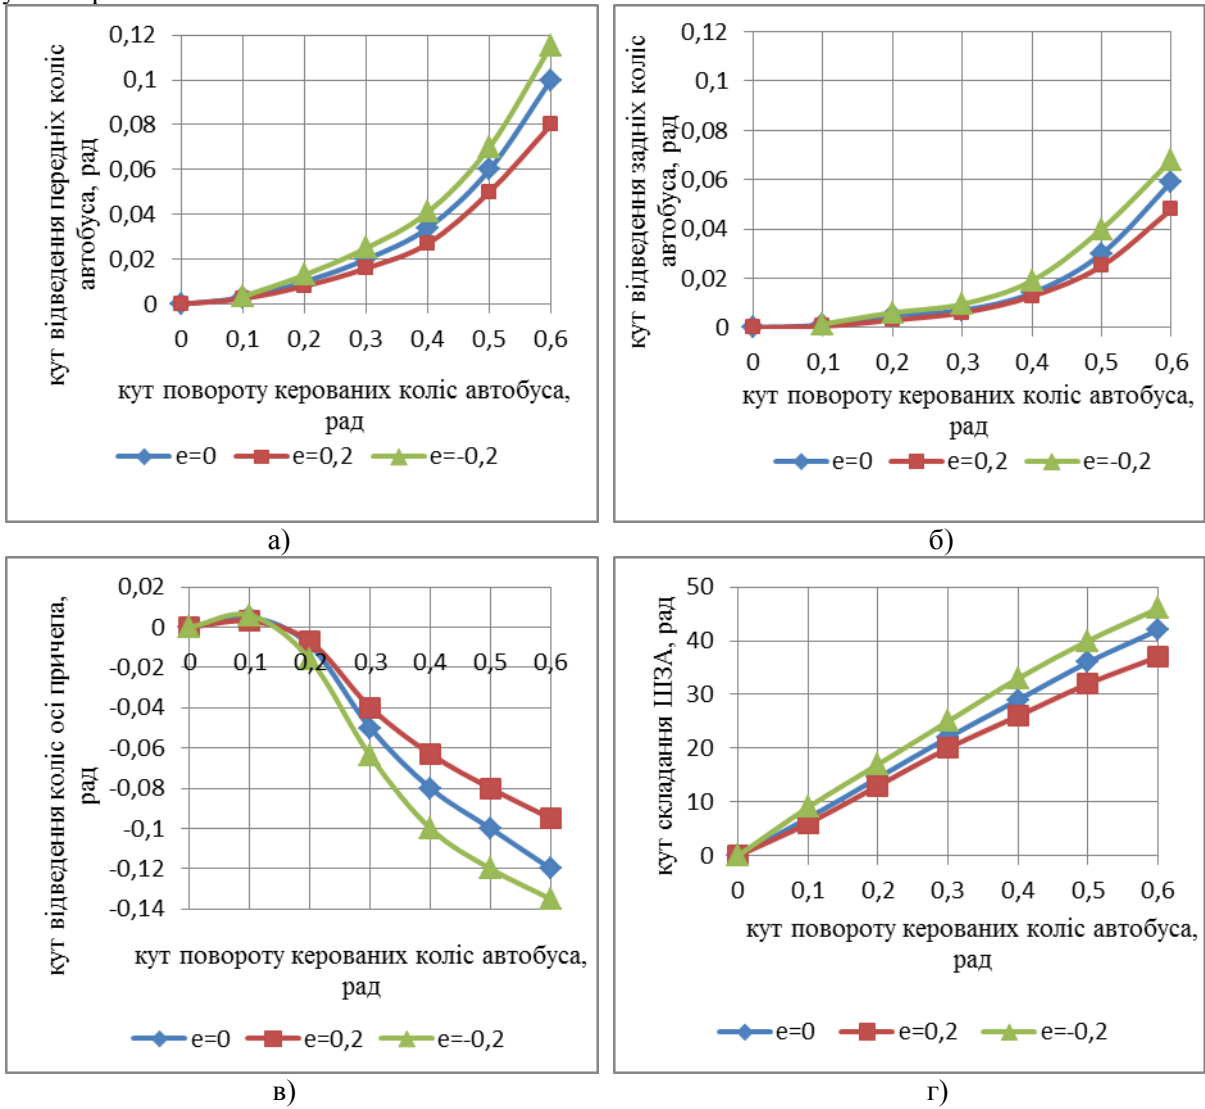 кут відведення передніх коліс
автобуса, рад
0,12
0,1
0,08
0,06
0,04
0,02
0
0 0,1 0,2 0,3 0,4 0,5 0,6
кут повороту керованих коліс автобуса,
рад
e=0 e=0,2 e=-0,2
а)
кут відведення задніх коліс
автобуса, рад
0,12
0,1
0,08
0,06
0,04
0,02
0
0 0,1 0,2 0,3 0,4 0,5 0,6
кут повороту керованих коліс автобуса,
рад
e=0 e=0,2 e=-0,2
б)
кут відведення коліс осі причепа,
рад
0,02
0
-0,02
-0,04
-0,06
-0,08
-0,1
-0,12
-0,14
0 0,1 0,2 0,3 0,4 0,5 0,6
кут повороту керованих коліс автобуса,
рад
e=0 e=0,2 e=-0,2
в)
кут складання ШЗА, рад
50
40
30
20
10
0
0 0,1 0,2 0,3 0,4 0,5 0,6
кут повороту керованих коліс автобуса,
рад
e=0 e=0,2 e=-0,2
г)